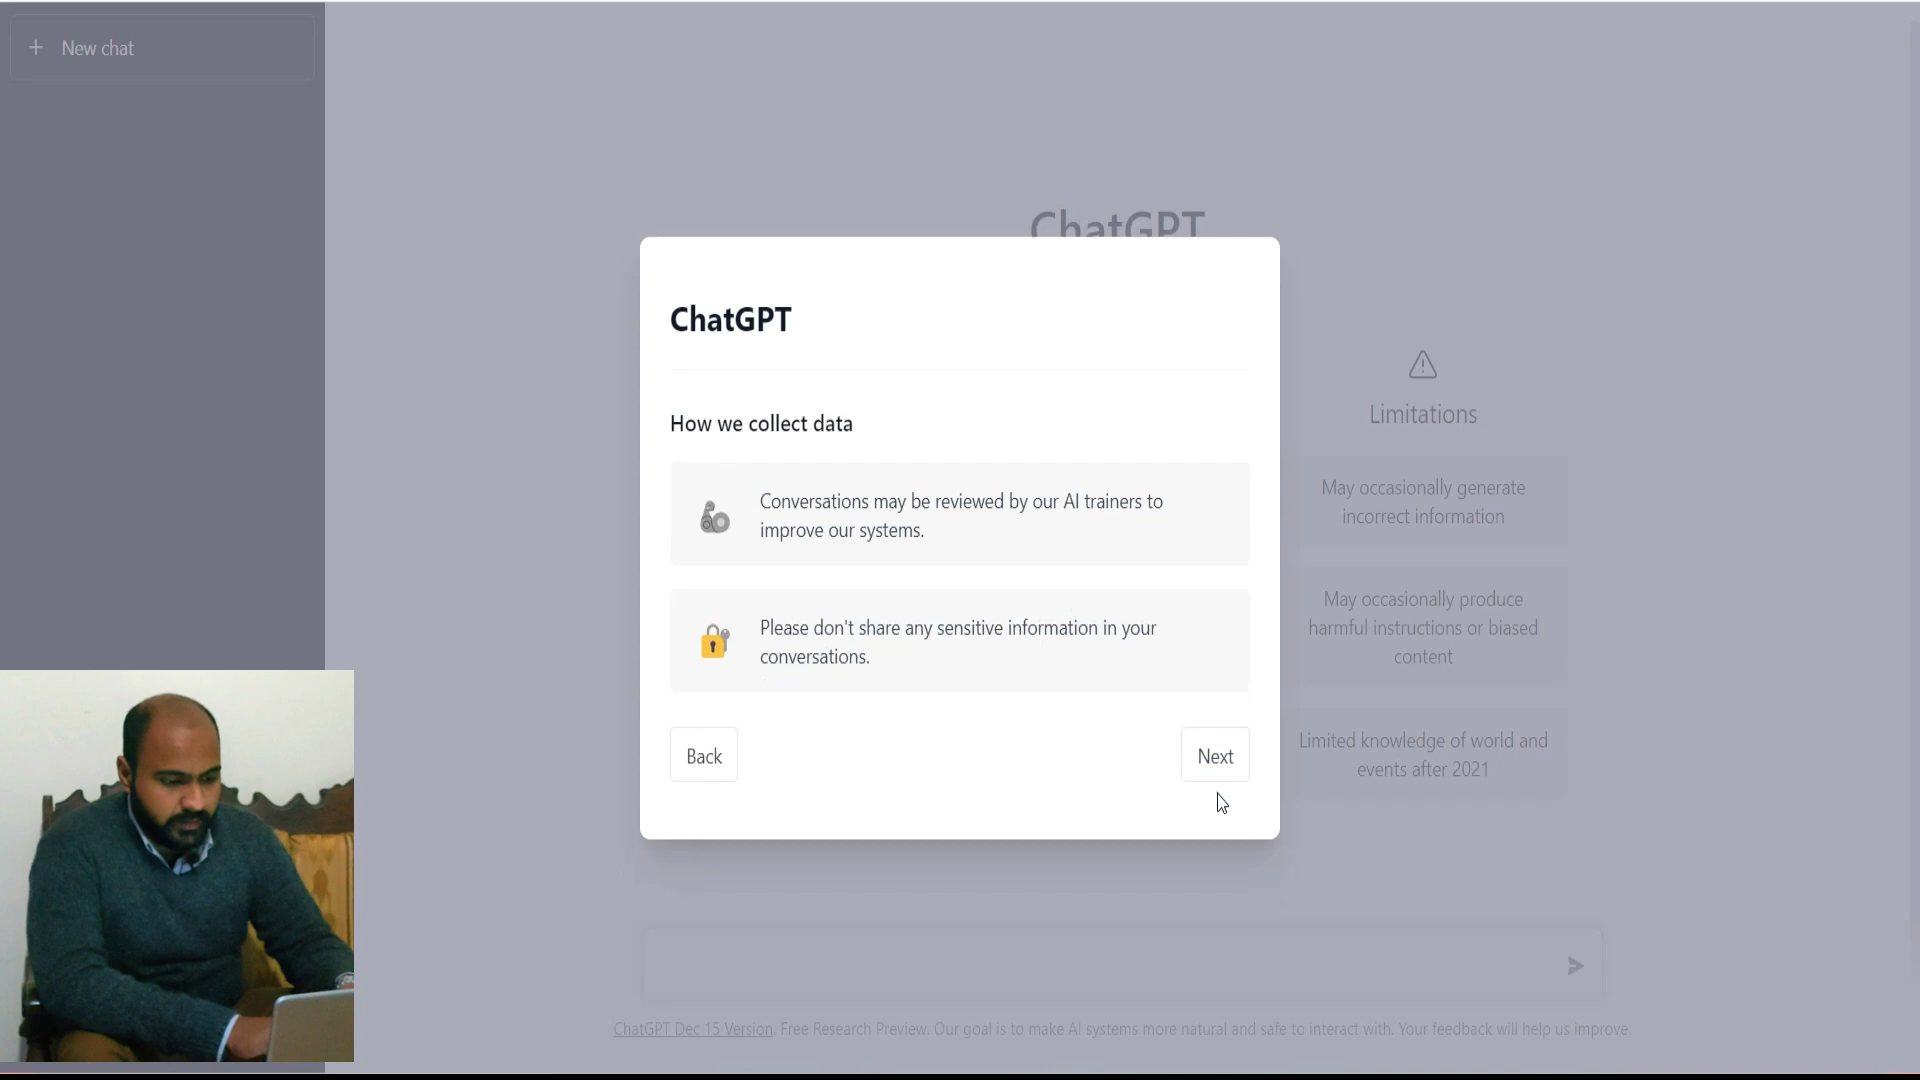 New chat
ChatGPT
ChatGPT
How we collect data
Conversations may be reviewed by our AI trainers to
improve our systems.
Please don't share any sensitive information in your
conversations.
Back
Next
Limitations
May occasionally generate
incorrect information
May occasionally produce
harmful instructions or biased
content
Limited knowledge of world and
events after 2021
ChatGPT Dec 15 Version. Free Research Preview. Our goal is to make AI systems more natural and safe to interact with. Your feedback will help us improve.